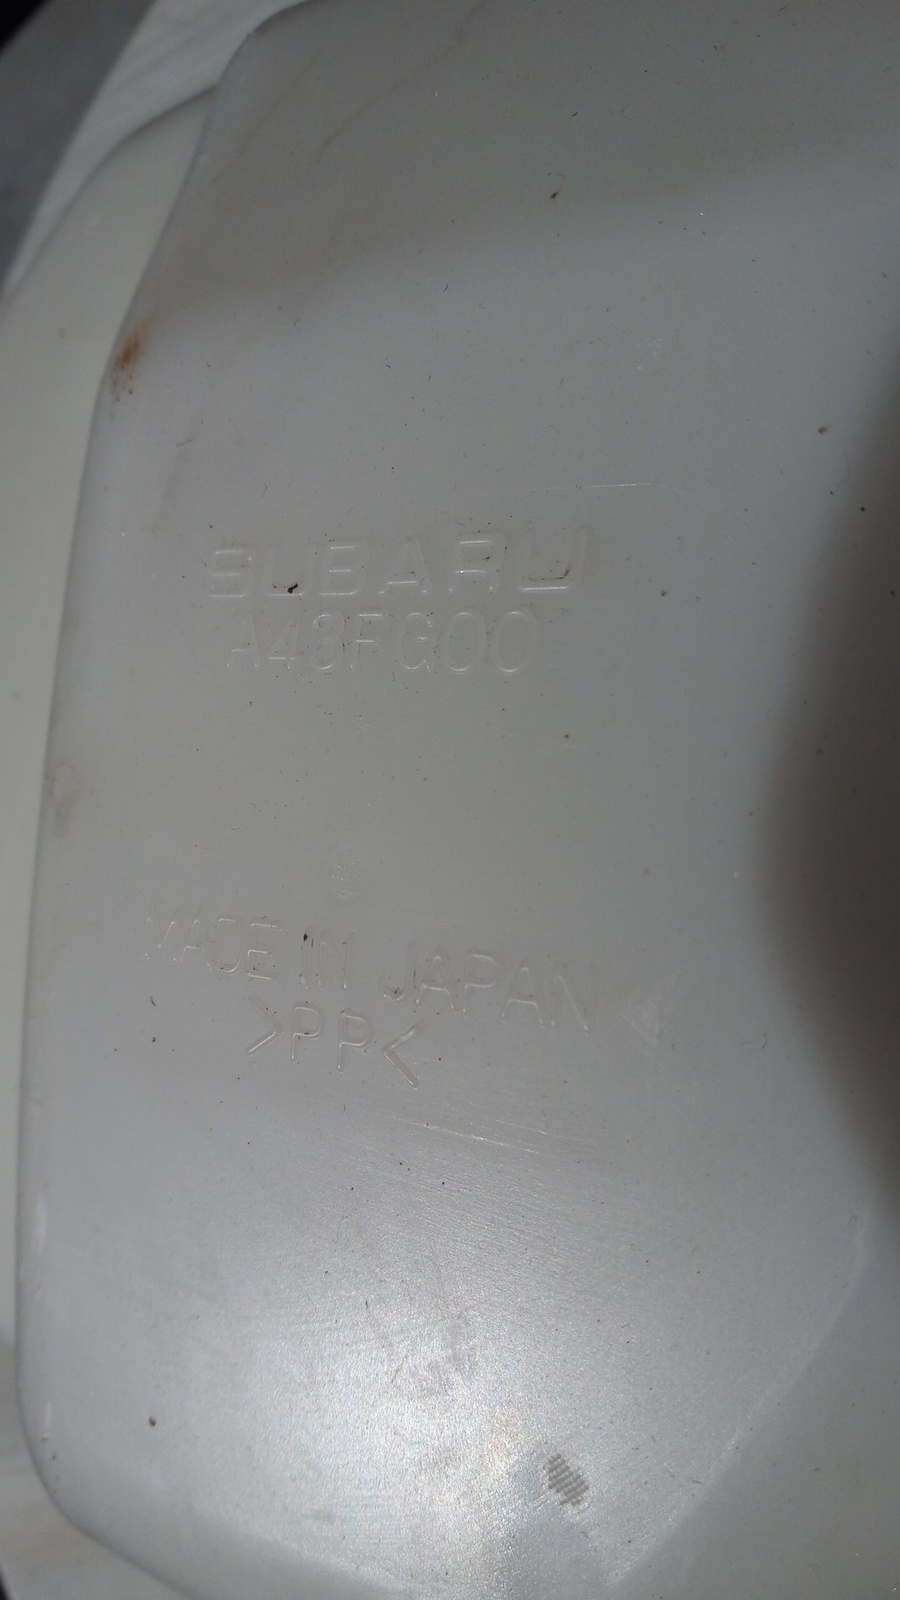 SUBARU
A43FG00
MADE IN JAPAN
>PP<